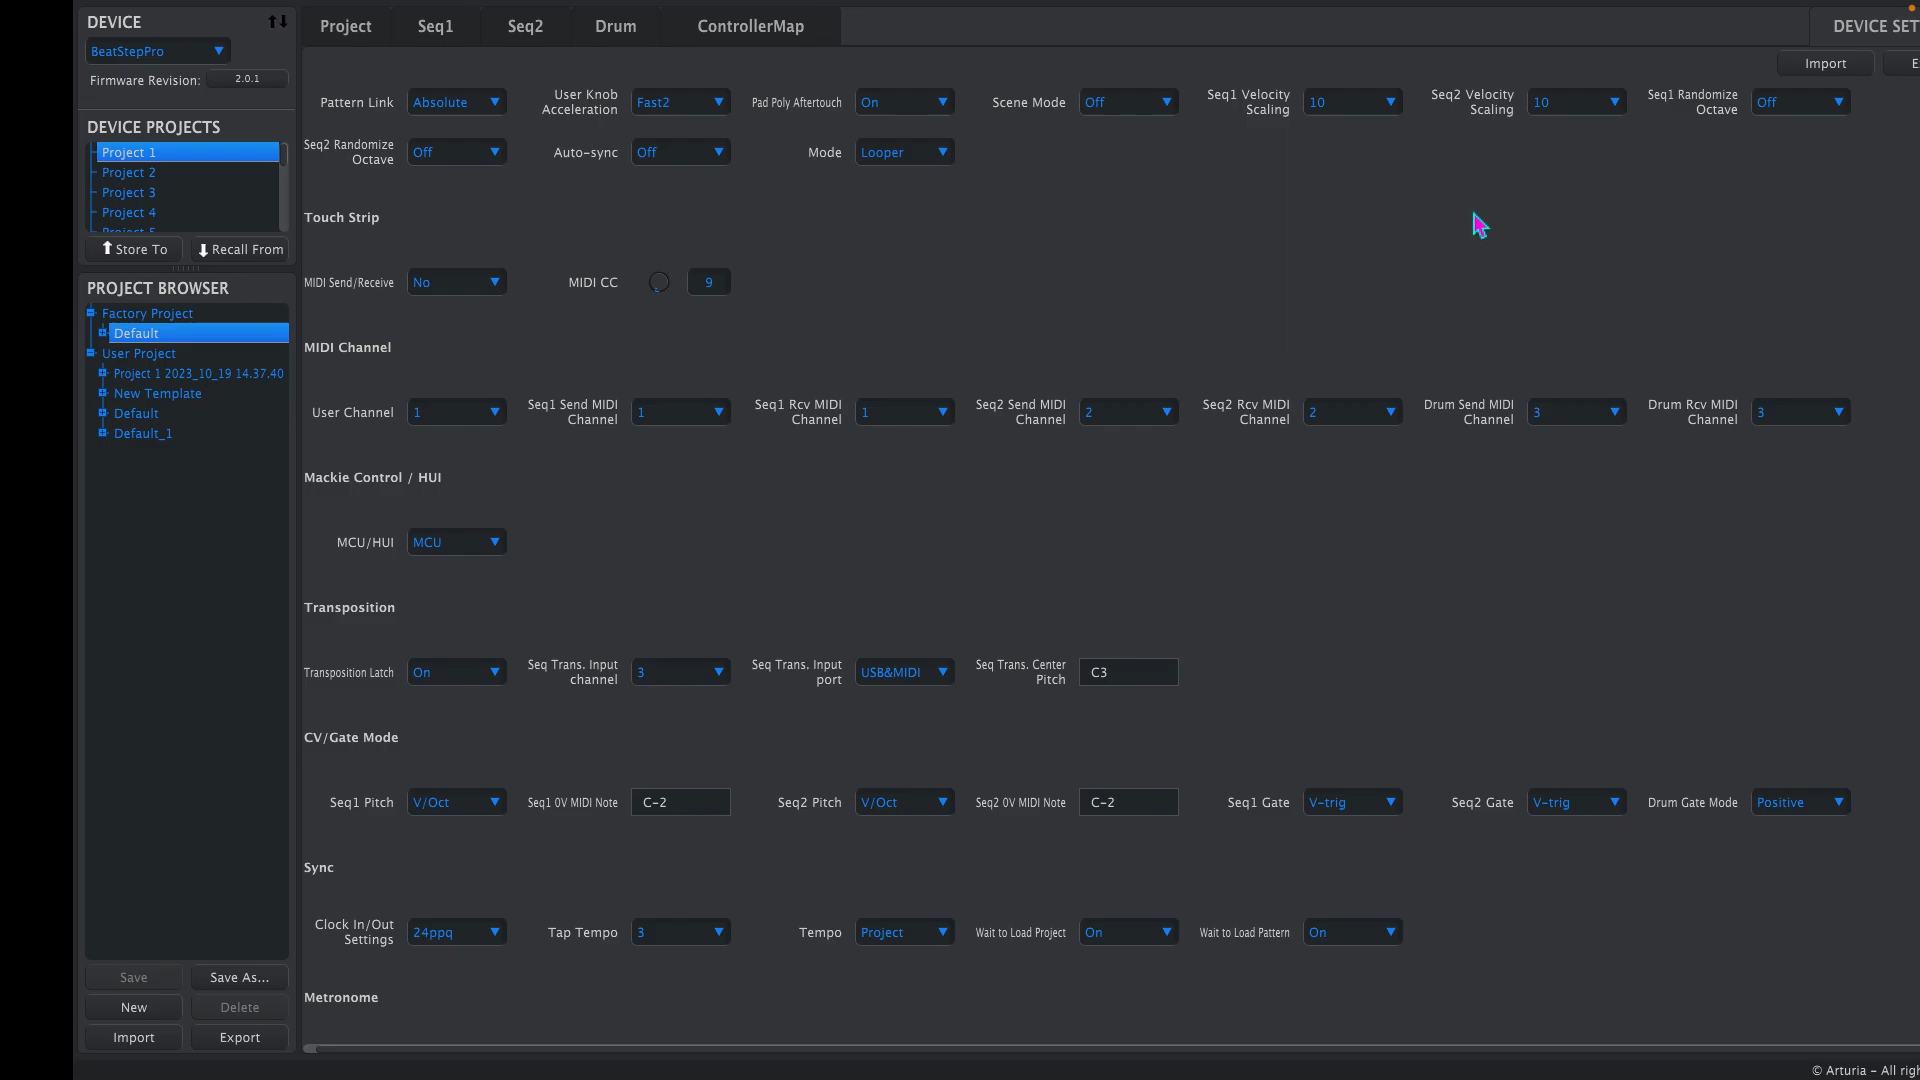 DEVICE
BeatStepPro
Firmware Revision: 2.0.1
DEVICE PROJECTS
Project 1
Project 2
Project 3
Project 4
Project 5
Store To Recall From
PROJECT BROWSER
Factory Project
Default
User Project
Project 1 2023_10_19 14.37.40
New Template
Default
Default_1
Save Save As...
New Delete
Import Export
Project Seq1 Seq2 Drum ControllerMap DEVICE SET
Import E
Pattern Link Absolute User Knob Acceleration Fast2 Pad Poly Aftertouch On Scene Mode Off Seq1 Velocity Scaling 10 Seq2 Velocity Scaling 10 Seq1 Randomize Octave Off
Seq2 Randomize Octave Off Auto-sync Off Mode Looper
Touch Strip
MIDI Send/Receive No MIDI CC 9
MIDI Channel
User Channel 1 Seq1 Send MIDI Channel 1 Seq1 Rcv MIDI Channel 1 Seq2 Send MIDI Channel 2 Seq2 Rcv MIDI Channel 2 Drum Send MIDI Channel 3 Drum Rcv MIDI Channel 3
Mackie Control / HUI
MCU/HUI MCU
Transposition
Transposition Latch On Seq Trans. Input channel 3 Seq Trans. Input port USB&MIDI Seq Trans. Center Pitch C3
CV/Gate Mode
Seq1 Pitch V/Oct Seq1 0V MIDI Note C-2 Seq2 Pitch V/Oct Seq2 0V MIDI Note C-2 Seq1 Gate V-trig Seq2 Gate V-trig Drum Gate Mode Positive
Sync
Clock In/Out Settings 24ppq Tap Tempo 3 Tempo Project Wait to Load Project On Wait to Load Pattern On
Metronome
© Arturia – All righ